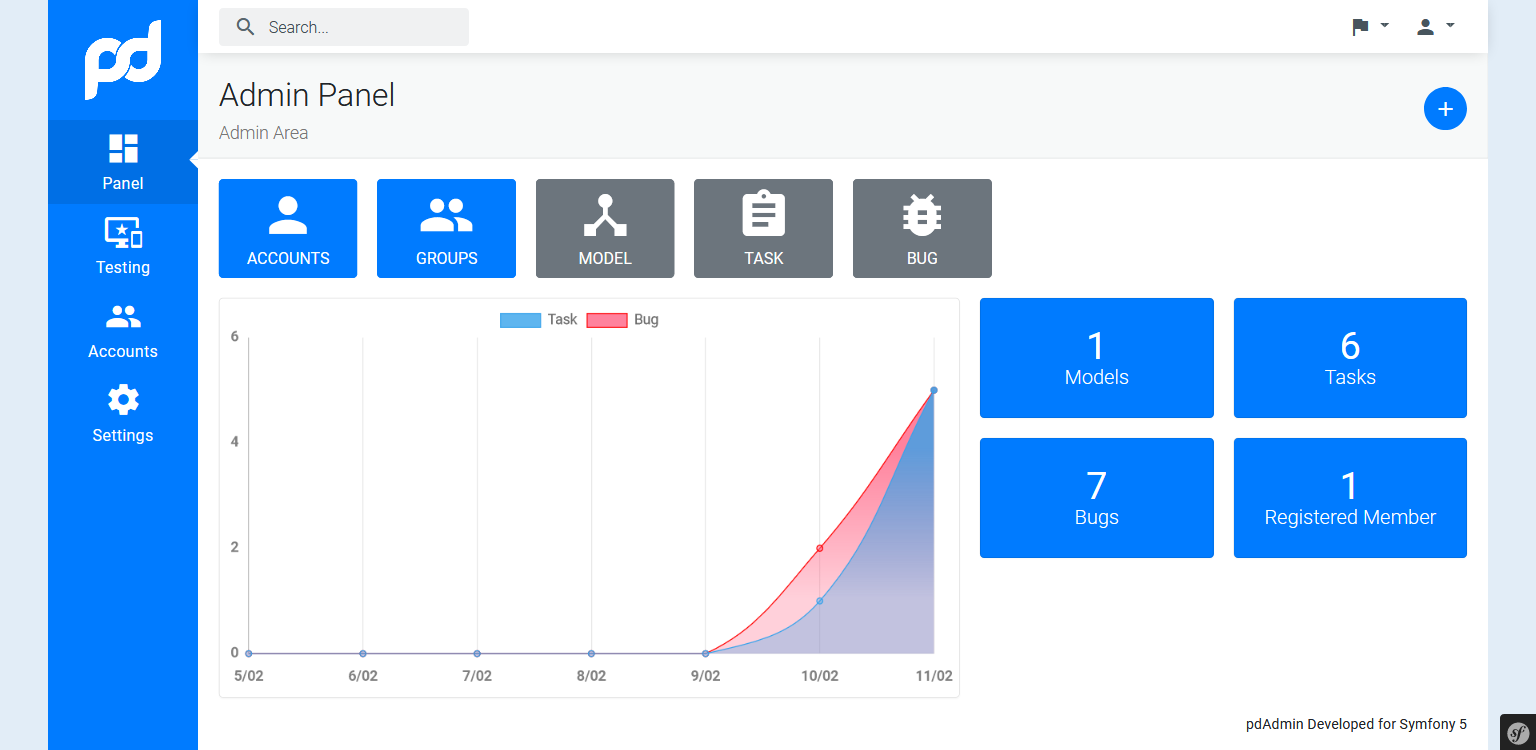 pd
Search...
Admin Panel
Admin Area
Panel
Testing
Accounts
Settings
ACCOUNTS
GROUPS
MODEL
TASK
BUG
Task
Bug
6
4
2
0
5/02
6/02
7/02
8/02
9/02
10/02
11/02
1
Models
6
Tasks
7
Bugs
1
Registered Member
pdAdmin Developed for Symfony 5
sf